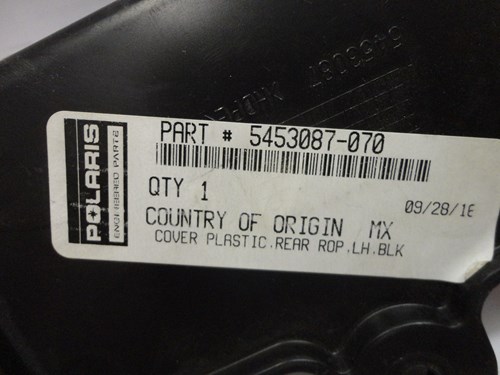 5453087
POLARIS
ENGINEERED PARTS
PART # 5453087-070
QTY 1
09/28/16
COUNTRY OF ORIGIN MX
COVER PLASTIC.REAR ROP.LH.BLK